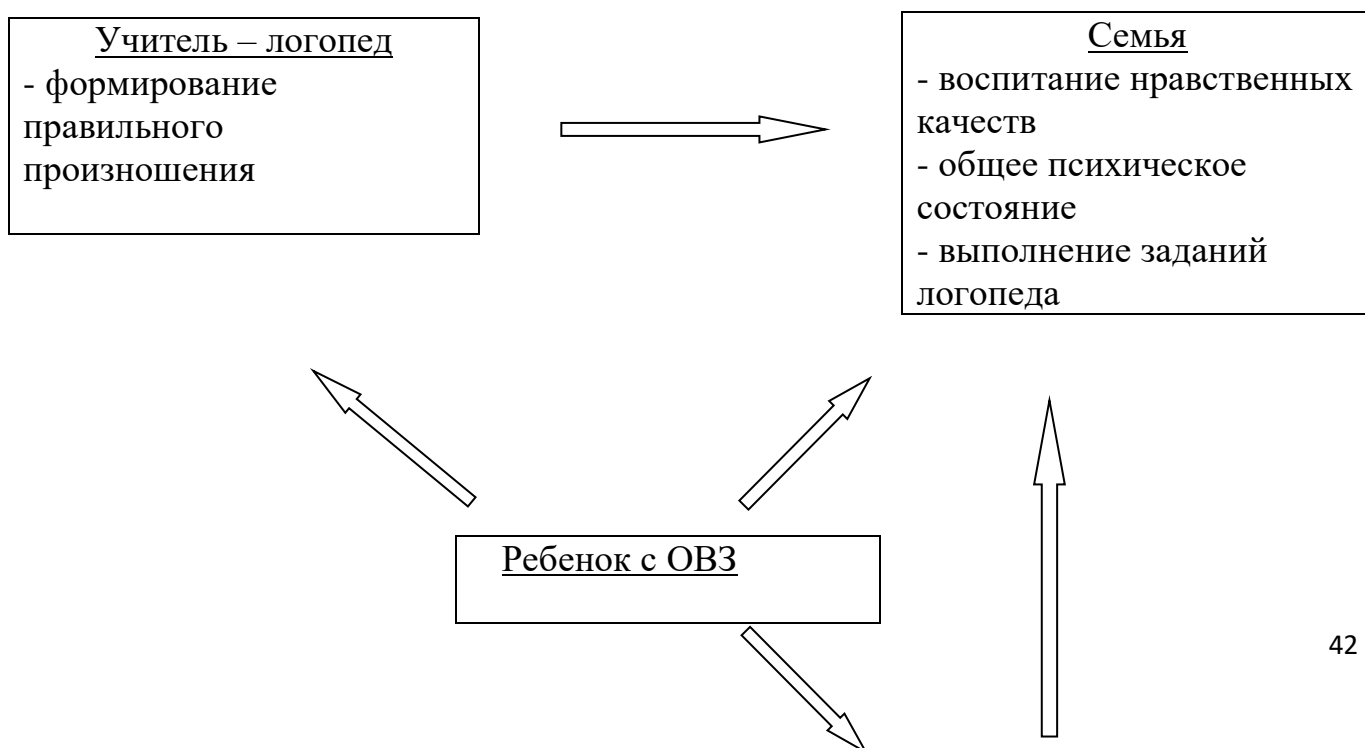 Учитель – логопед
- формирование
правильного
произношения
Семья
- воспитание нравственных
качеств
- общее психическое
состояние
- выполнение заданий
логопеда
Ребенок с ОВЗ
42